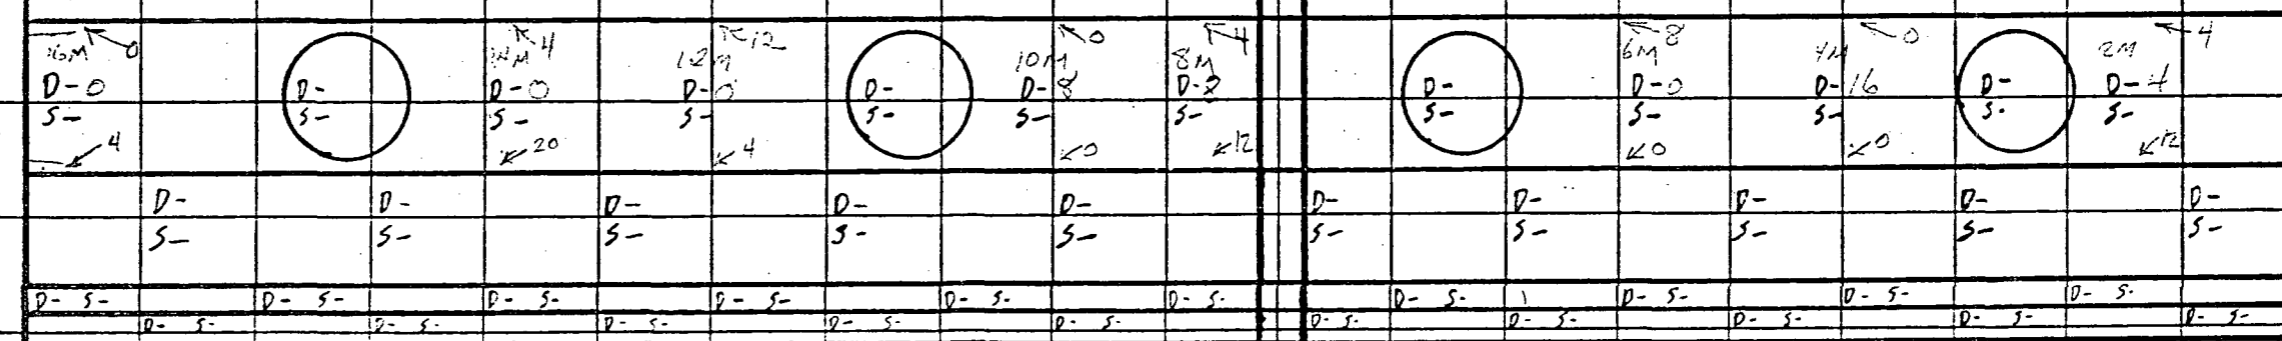 0 4 12 0 4 8 0 4
16M 14M 12M 10M 8M 6M 4M 2M
D-0 D- D-0 D-0 D- D-8 D- D-0 D-16 D- D-4
S- S- S- S- S- S- S- S- S- S- S- S-
4 20 4 0 12 0 0 12
D- D- D- D- D- D- D- D- D- D-
S- S- S- S- S- S- S- S- S- S-
D- S- D- S- D- S- D- S- D- S- D- S- D- S- D- S- D- S- D- S-
D- S- D- S- D- S- D- S- D- S- D- S- D- S- D- S- D- S- D- S-